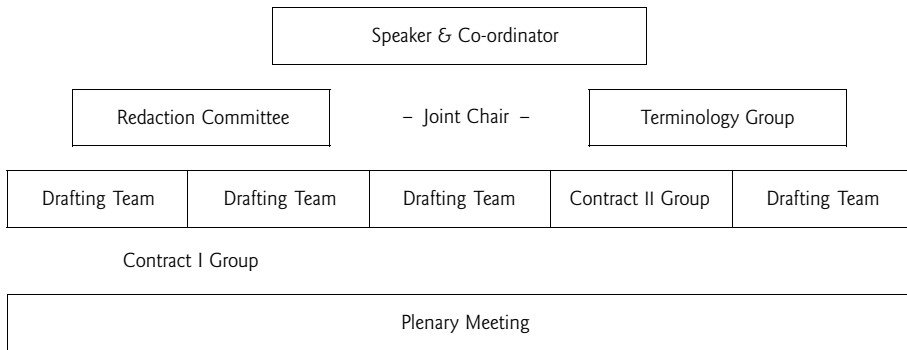 Speaker & Co-ordinator
Redaction Committee – Joint Chair – Terminology Group
Drafting Team Drafting Team Drafting Team Contract II Group Drafting Team
Contract I Group
Plenary Meeting